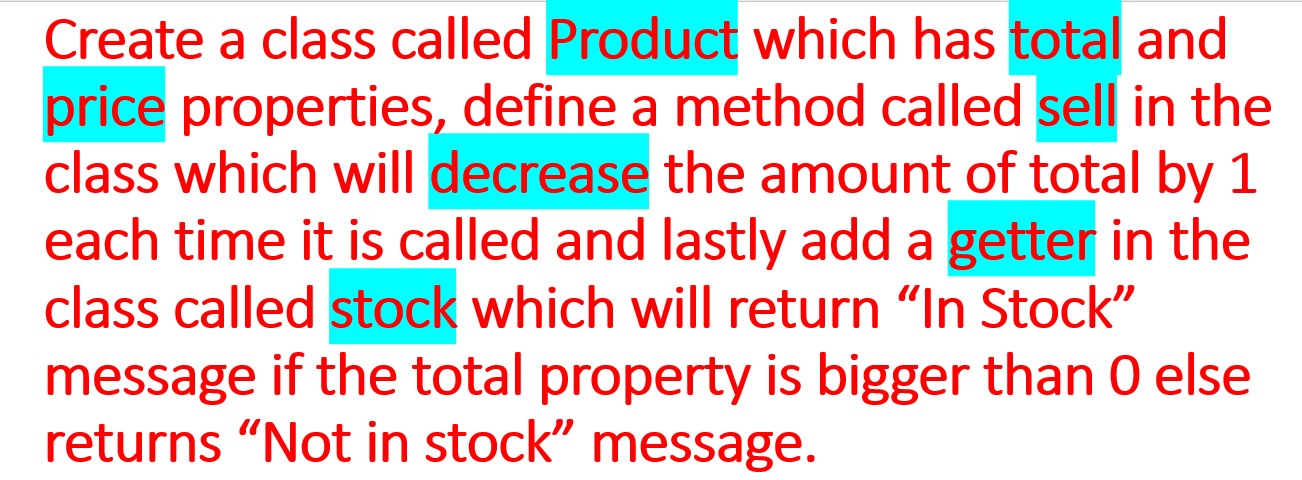 Create a class called Product which has total and
price properties, define a method called sell in the
class which will decrease the amount of total by 1
each time it is called and lastly add a getter in the
class called stock which will return “In Stock”
message if the total property is bigger than 0 else
returns “Not in stock” message.